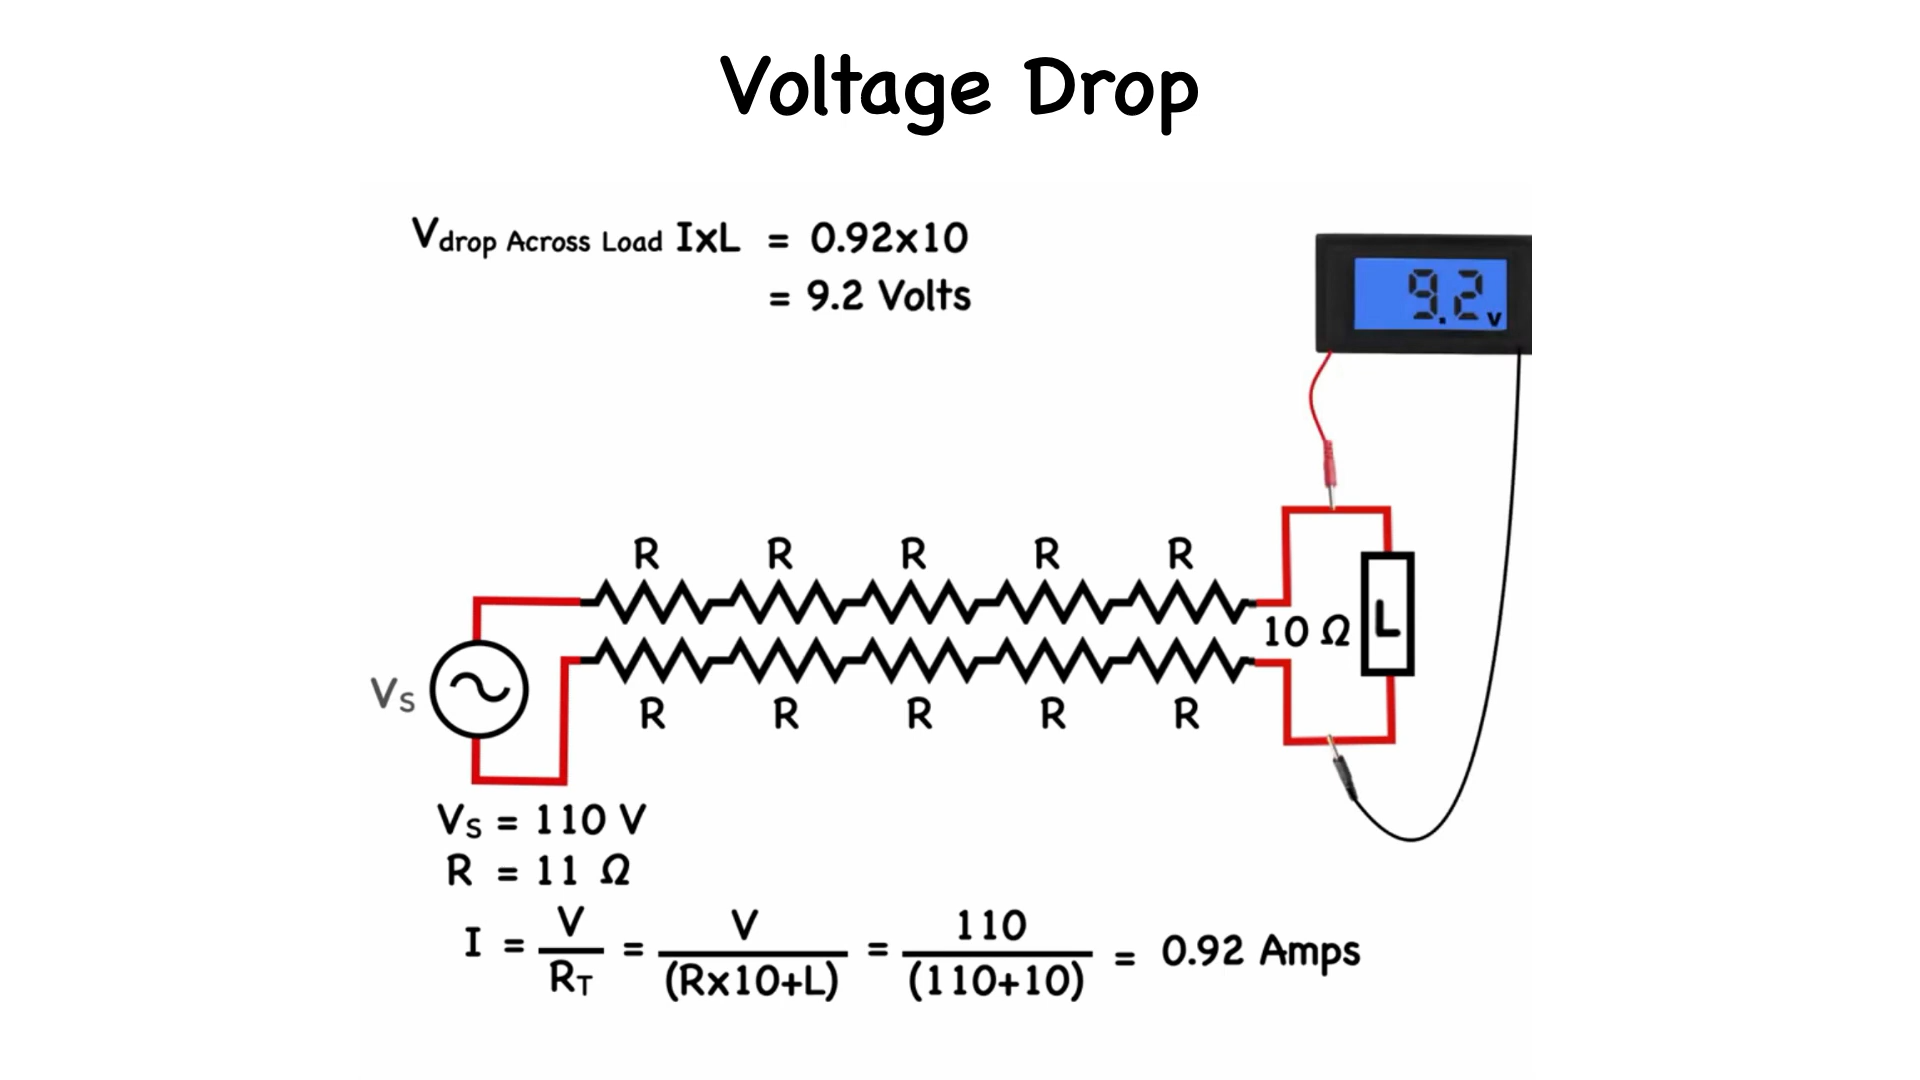 Voltage Drop
Vdrop Across Load IxL = 0.92x10
= 9.2 Volts
9.2 V
R R R R R
10 Ω L
Vs
R R R R R
Vs = 110 V
R = 11 Ω
I = V/RT = V/(Rx10+L) = 110/(110+10) = 0.92 Amps